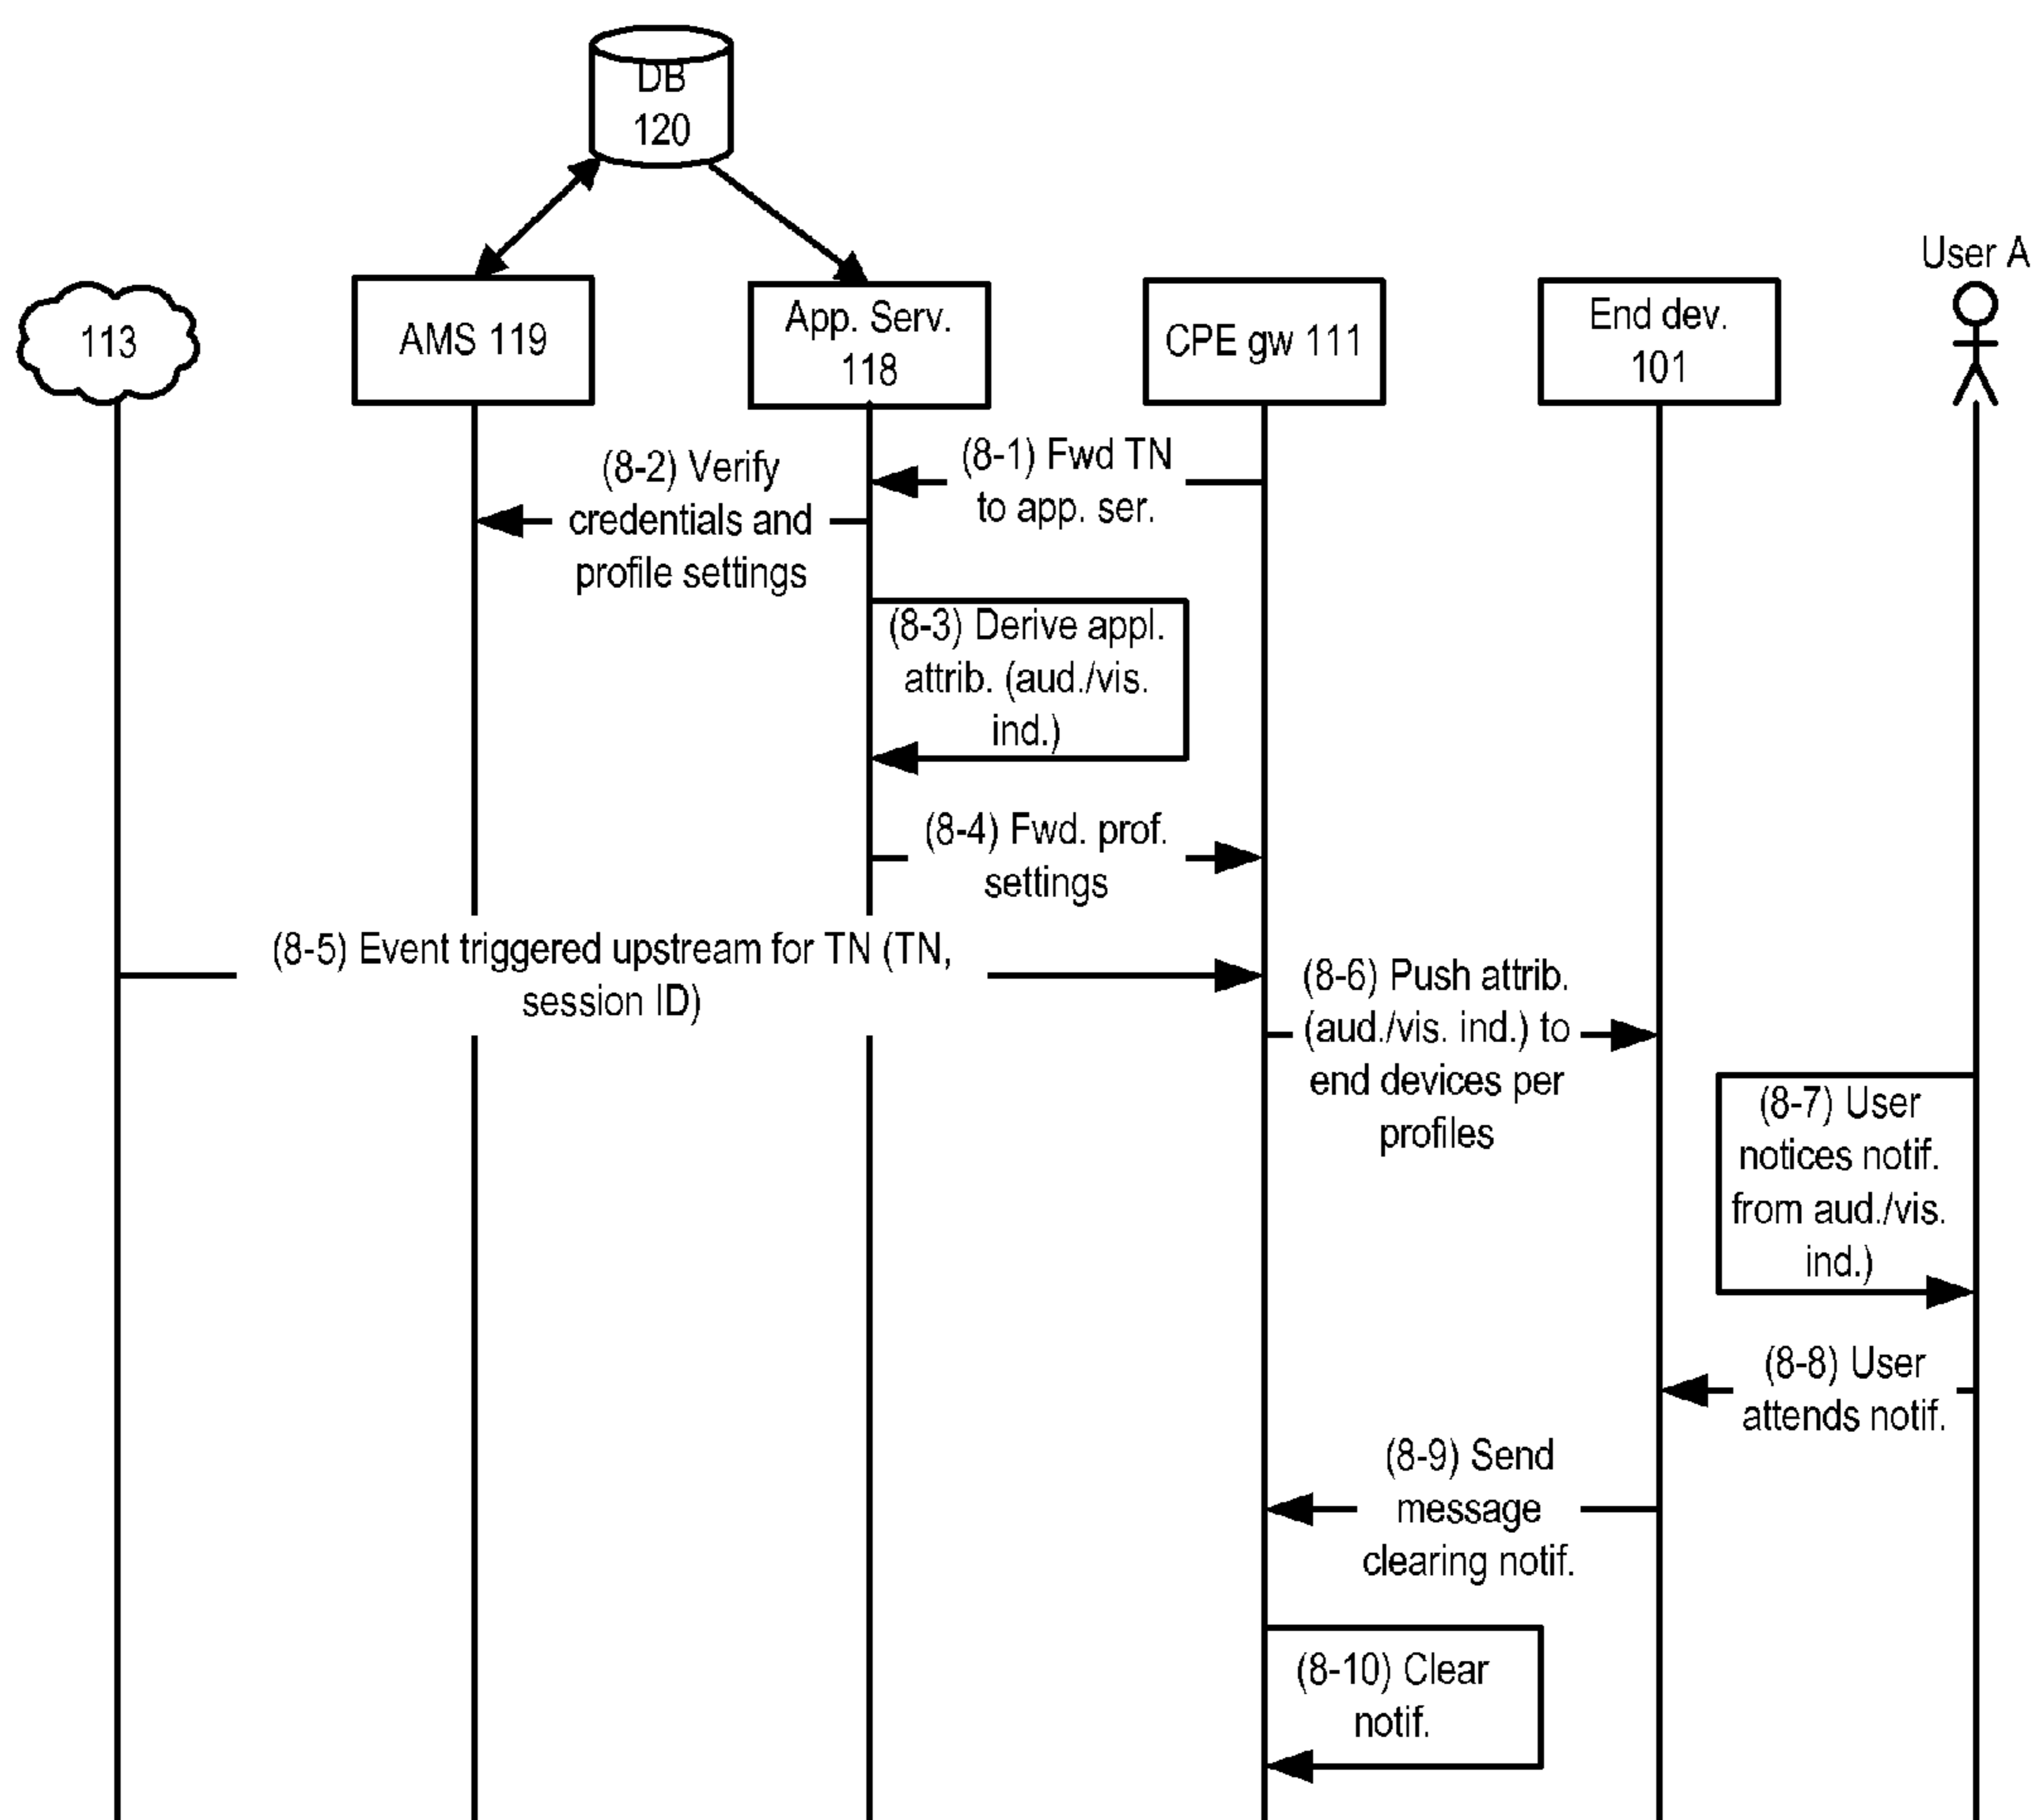 DB
120
User A
113
AMS 119
App. Serv.
118
CPE gw 111
End dev.
101
(8-1) Fwd TN
to app. ser.
(8-2) Verify
credentials and
profile settings
(8-3) Derive appl.
attrib. (aud./vis.
ind.)
(8-4) Fwd. prof.
settings
(8-5) Event triggered upstream for TN (TN,
session ID)
(8-6) Push attrib.
(aud./vis. ind.) to
end devices per
profiles
(8-7) User
notices notif.
from aud./vis.
ind.)
(8-8) User
attends notif.
(8-9) Send
message
clearing notif.
(8-10) Clear
notif.